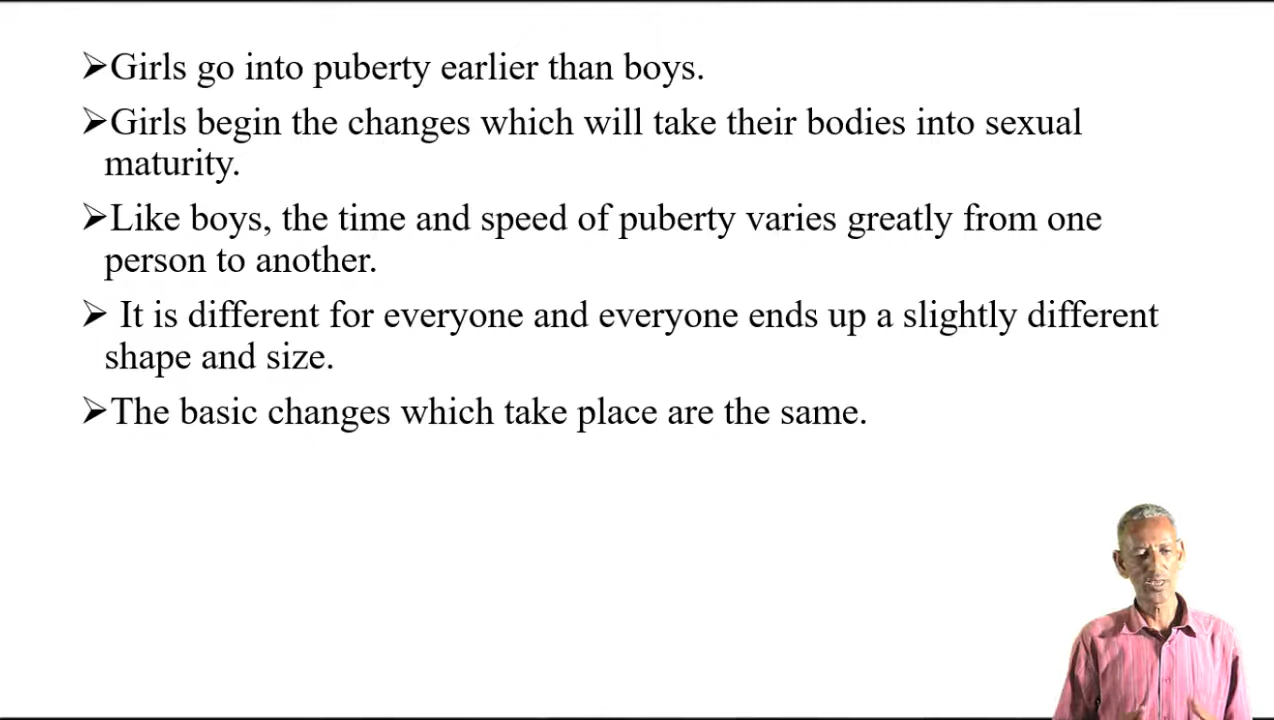 ➢Girls go into puberty earlier than boys.
➢Girls begin the changes which will take their bodies into sexual
maturity.
➢Like boys, the time and speed of puberty varies greatly from one
person to another.
➢ It is different for everyone and everyone ends up a slightly different
shape and size.
➢The basic changes which take place are the same.